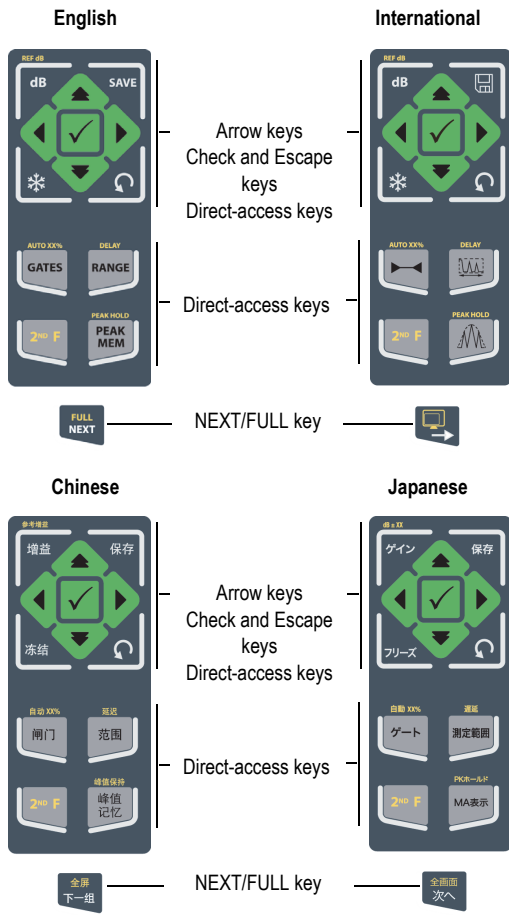 English
International
REF dB
dB
SAVE
REF dB
dB
Arrow keys
Check and Escape
keys
Direct-access keys
AUTO XX%
DELAY
GATES
RANGE
AUTO XX%
DELAY
Direct-access keys
PEAK HOLD
2ND F
PEAK
MEM
PEAK HOLD
2ND F
FULL
NEXT
NEXT/FULL key
Chinese
Japanese
参考增益
增益
保存
dB ± XX
ゲイン
保存
Arrow keys
Check and Escape
keys
Direct-access keys
冻结
フリーズ
自动 XX%
延迟
闸门
范围
自動 XX%
遅延
ゲート
測定範囲
Direct-access keys
峰值保持
2ND F
峰值
记忆
PKホールド
2ND F
MA表示
全屏
下一组
NEXT/FULL key
全画面
次へ